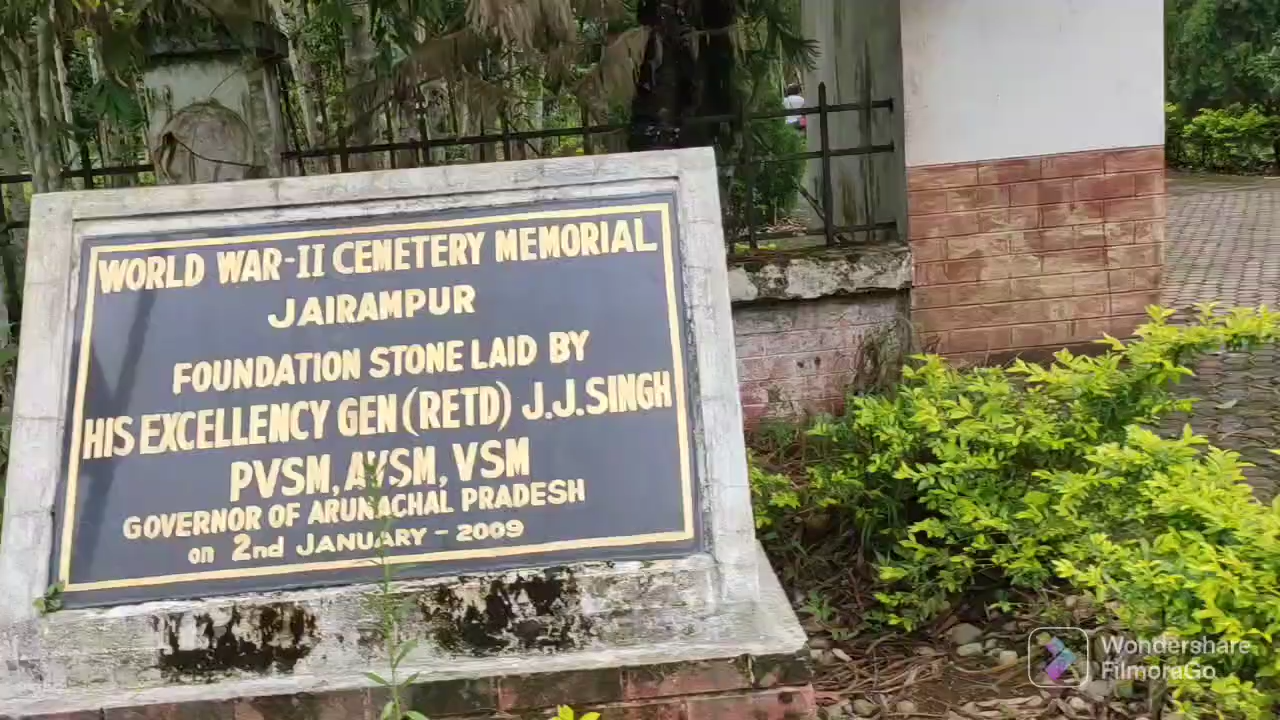 WORLD WAR-II CEMETERY MEMORIAL
JAIRAMPUR
FOUNDATION STONE LAID BY
HIS EXCELLENCY GEN (RETD) J.J.SINGH
PVSM, AVSM, VSM
GOVERNOR OF ARUNACHAL PRADESH
on 2nd JANUARY - 2009
Wondershare
FilmoraGo